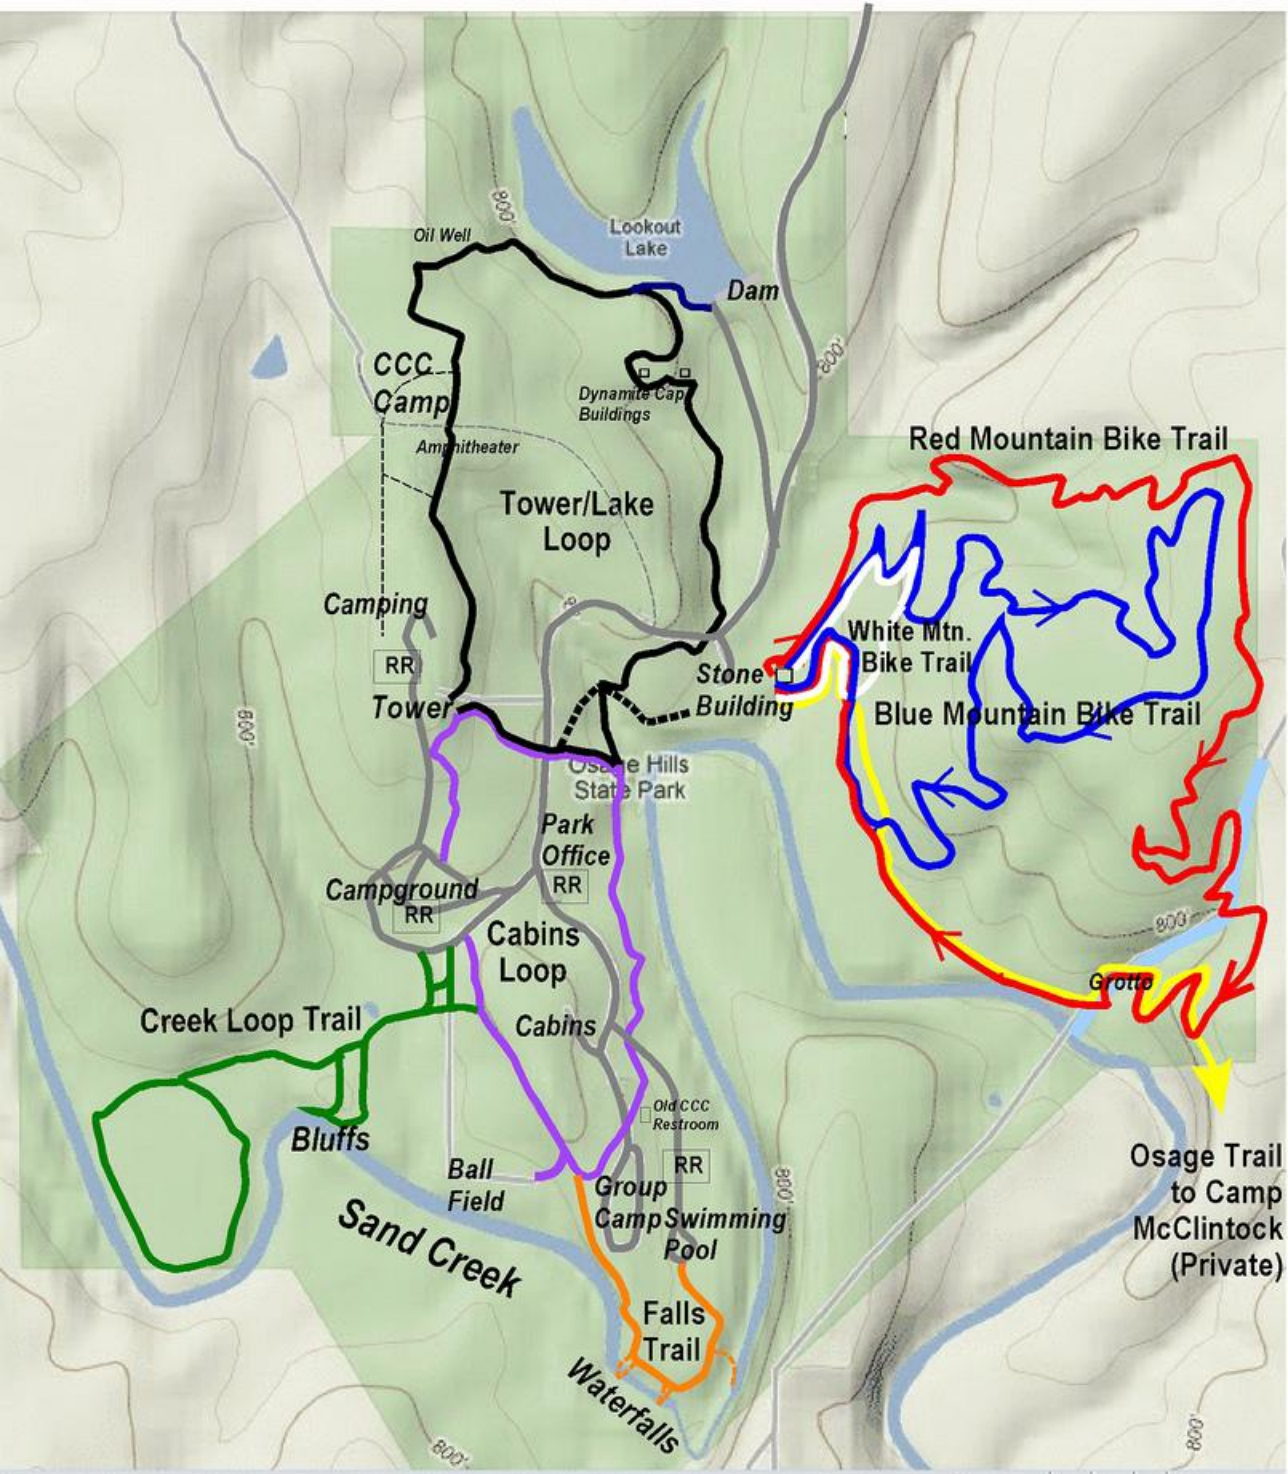 800'
Oil Well
Lookout
Lake
Dam
800'
CCC
Camp
Dynamite Cap
Buildings
Amphitheater
Red Mountain Bike Trail
Tower/Lake
Loop
Camping
RR
Tower
White Mtn.
Bike Trail
Stone
Building
Blue Mountain Bike Trail
800'
Osage Hills
State Park
Park
Office
RR
Campground
RR
Cabins
Loop
800'
Grotto
Creek Loop Trail
Cabins
Old CCC
Restroom
Bluffs
RR
Ball
Field
Group
Camp
Swimming
Pool
800'
Osage Trail
to Camp
McClintock
(Private)
Sand Creek
Falls
Trail
Waterfalls
800'
800'